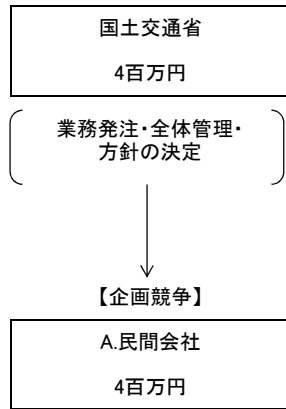 国土交通省
4百万円
業務発注・全体管理・
方針の決定
【企画競争】
A.民間会社
4百万円